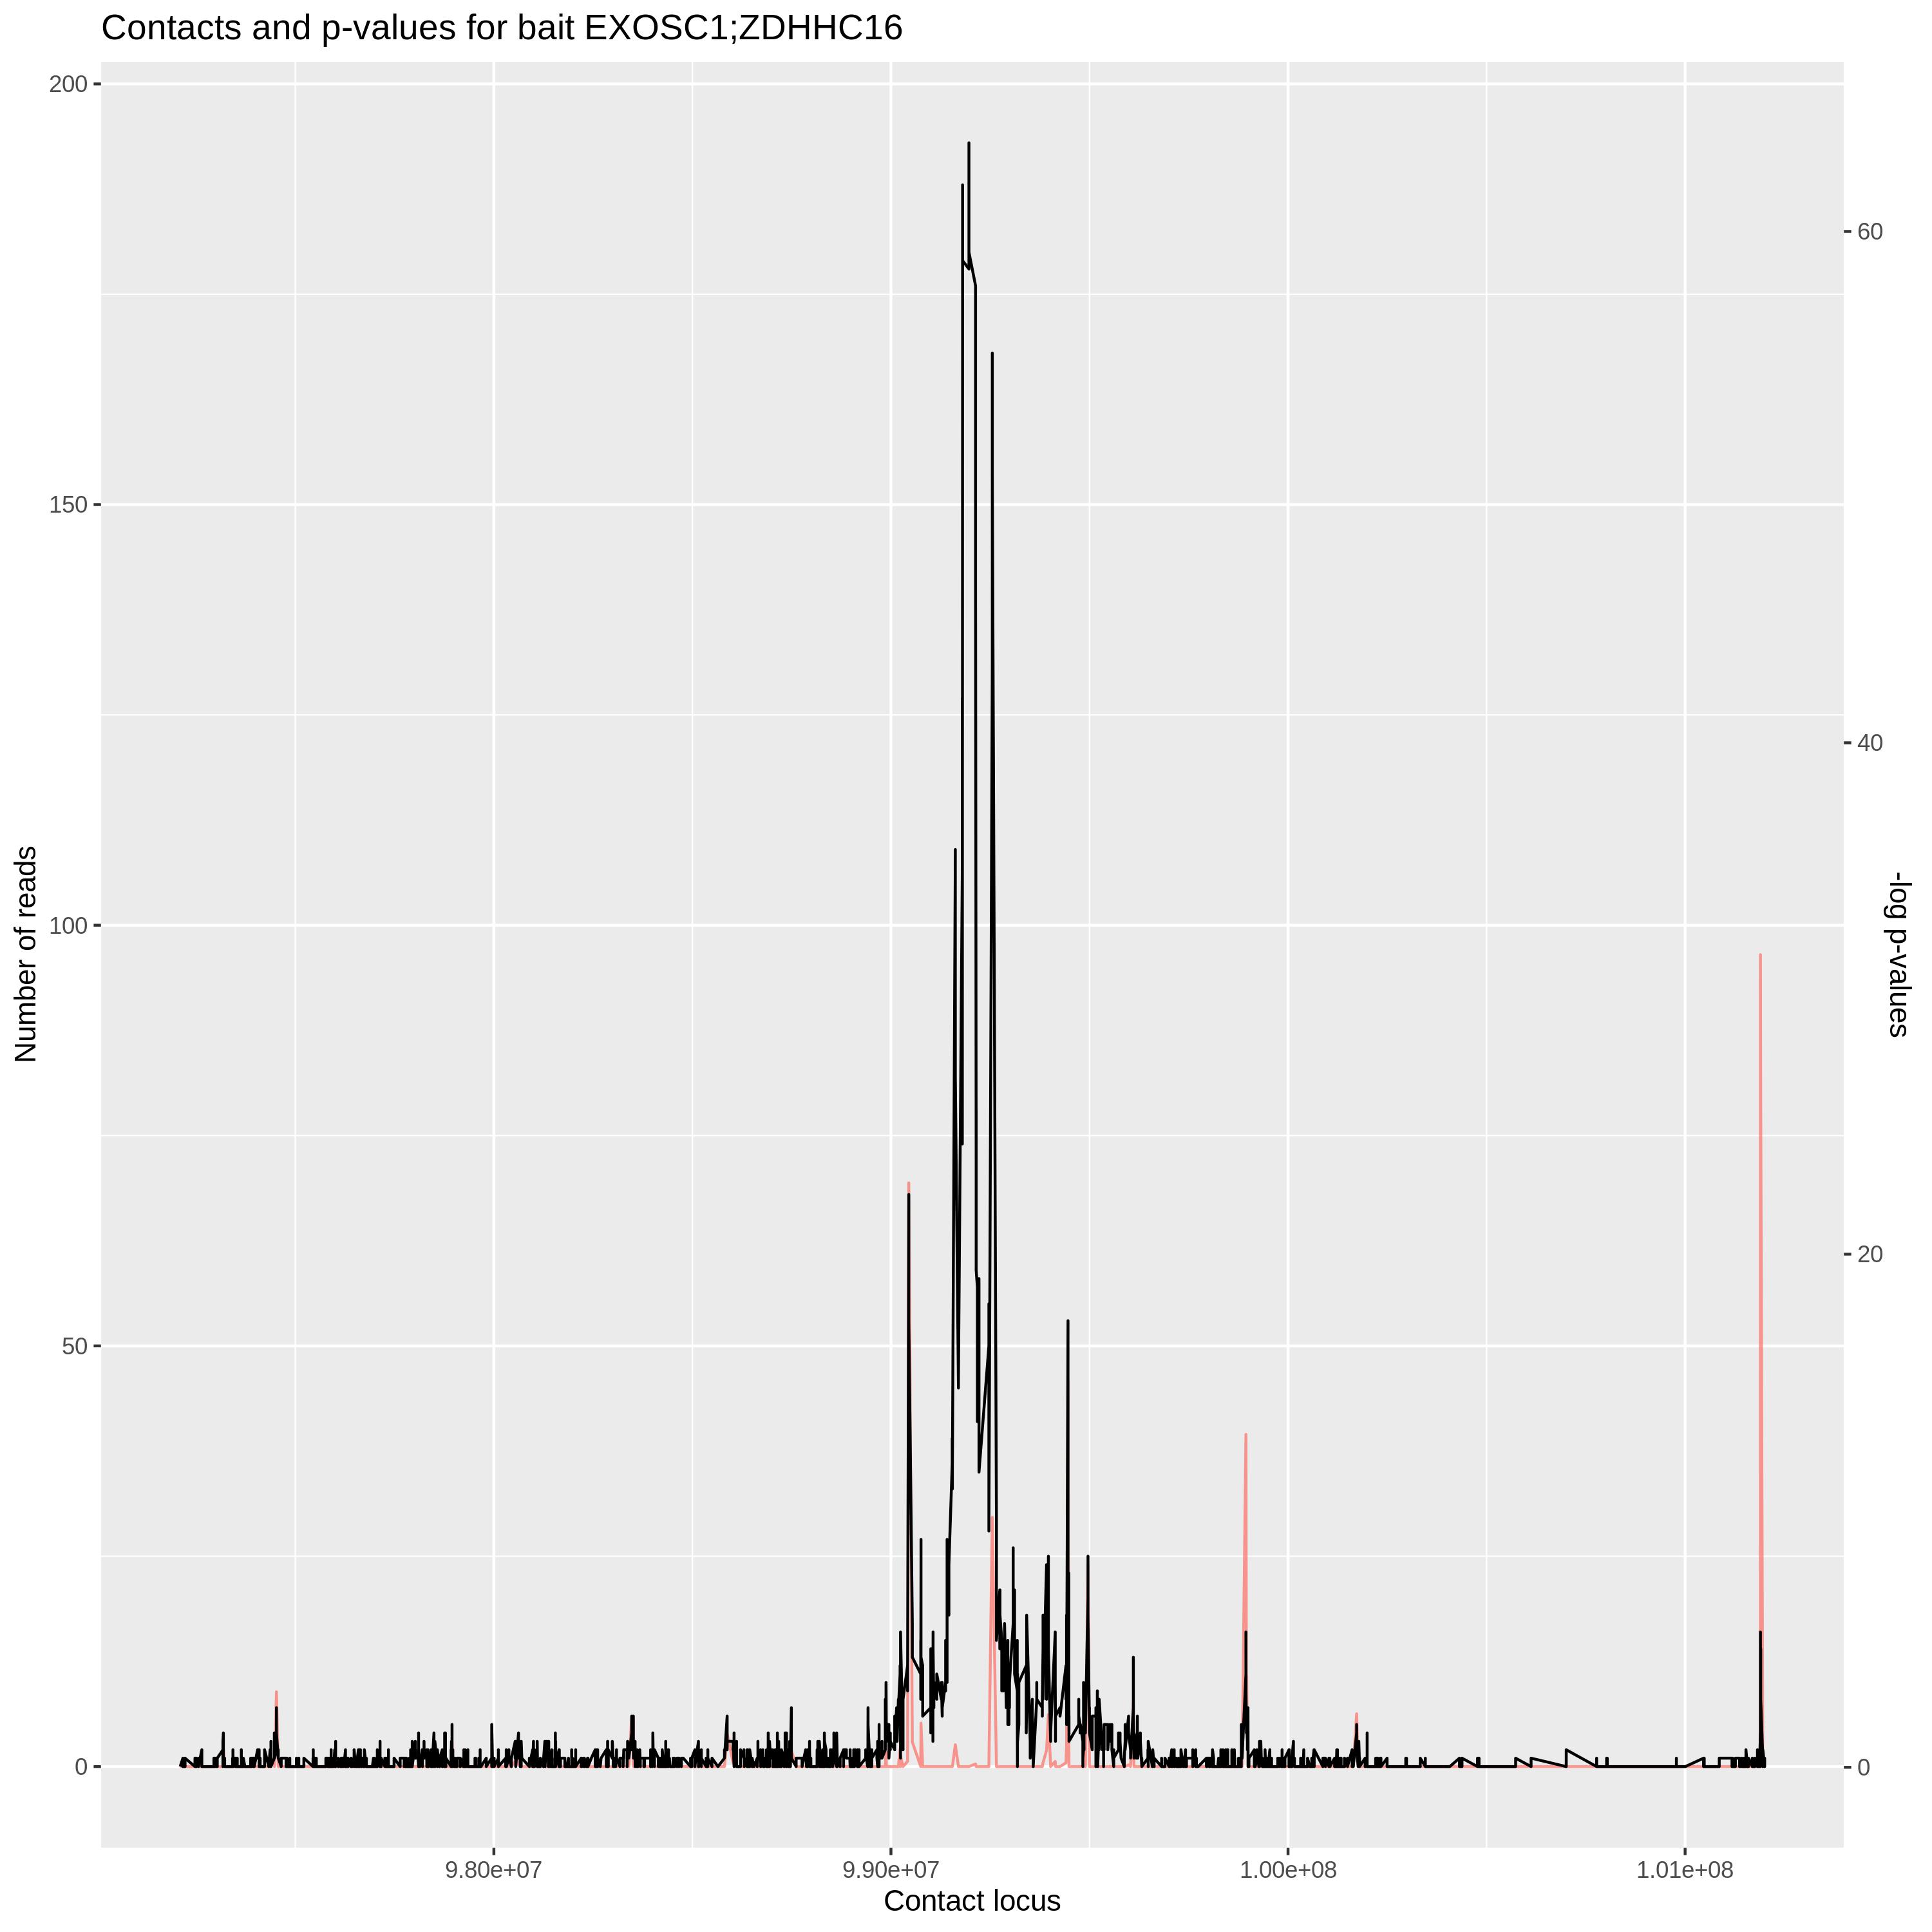 Contacts and p-values for bait EXOSC1;ZDHHC16
200
150
100
50
0
Number of reads
60
40
20
0
-log p-values
9.80e+07
9.90e+07
1.00e+08
1.01e+08
Contact locus